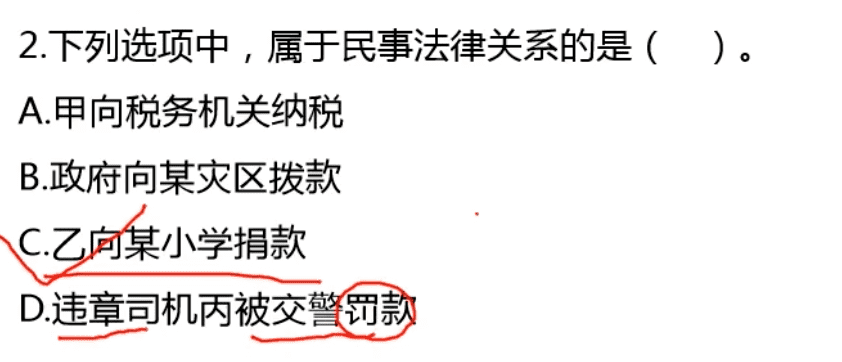 2.下列选项中，属于民事法律关系的是（  ）。
A.甲向税务机关纳税
B.政府向某灾区拨款
C.乙向某小学捐款
D.违章司机丙被交警罚款